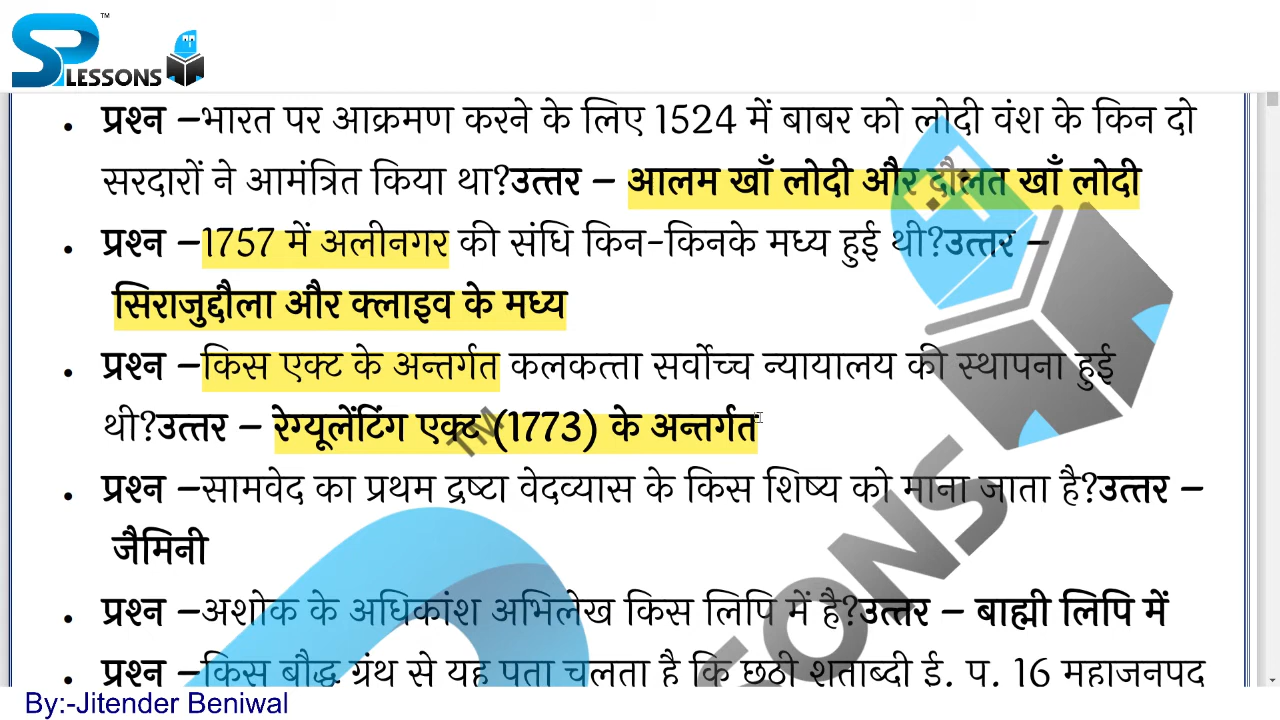 SP LESSONS ™
• प्रश्न –भारत पर आक्रमण करने के लिए 1524 में बाबर को लोदी वंश के किन दो
सरदारों ने आमंत्रित किया था?उत्तर – आलम खाँ लोदी और दौलत खाँ लोदी
• प्रश्न –1757 में अलीनगर की संधि किन-किनके मध्य हुई थी?उत्तर –
सिराजुद्दौला और क्लाइव के मध्य
• प्रश्न –किस एक्ट के अन्तर्गत कलकत्ता सर्वोच्च न्यायालय की स्थापना हुई
थी?उत्तर – रेग्यूलेंटिंग एक्ट (1773) के अन्तर्गत
TM
• प्रश्न –सामवेद का प्रथम द्रष्टा वेदव्यास के किस शिष्य को माना जाता है?उत्तर –
जैमिनी
ONS
• प्रश्न –अशोक के अधिकांश अभिलेख किस लिपि में है?उत्तर – बाह्मी लिपि में
• प्रश्न –किस बौद्ध ग्रंथ से यह पता चलता है कि छठी शताब्दी ई. प. 16 महाजनपद
By:-Jitender Beniwal